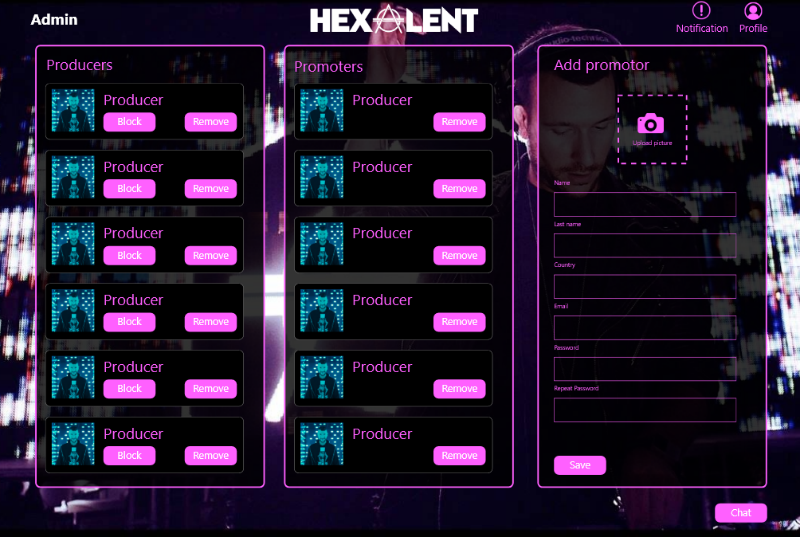 Admin
HEXALENT
Notification
Profile
Producers
Producer
Block
Remove
Producer
Block
Remove
Producer
Block
Remove
Producer
Block
Remove
Producer
Block
Remove
Producer
Block
Remove
Promoters
Producer
Remove
Producer
Remove
Producer
Remove
Producer
Remove
Producer
Remove
Producer
Remove
Add promotor
audio-technica
Upload picture
Name
Last name
Country
Email
Password
Repeat Password
Save
Chat